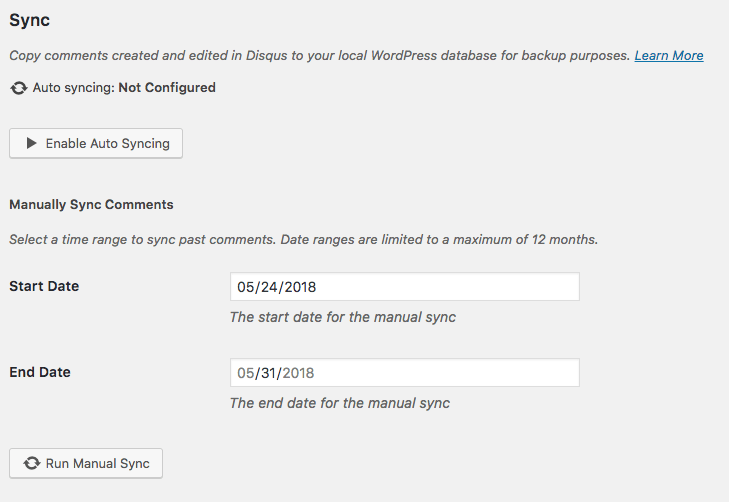 Sync
Copy comments created and edited in Disqus to your local WordPress database for backup purposes. Learn More
Auto syncing: Not Configured
Enable Auto Syncing
Manually Sync Comments
Select a time range to sync past comments. Date ranges are limited to a maximum of 12 months.
Start Date 05/24/2018
The start date for the manual sync
End Date 05/31/2018
The end date for the manual sync
Run Manual Sync